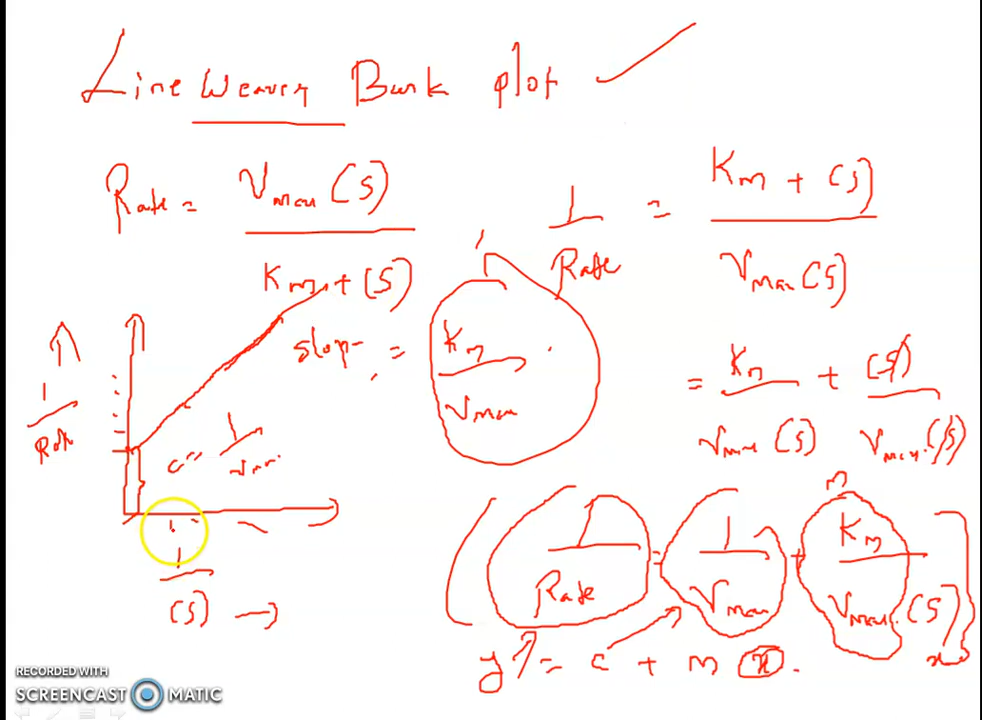 Line Weaver Burk plot
Rate = Vmax (S)
Km + (S)
1
Rate
= Km + (S)
Vmax (S)
slope = Km
Vmax
= Km + (S)
Vmax (S) Vmax. (S)
1
Rate
c = 1
Vmax
1
(S) →
1 = 1 + Km
Rate Vmax Vmax. (S)
m
x
y = c + m x.
RECORDED WITH
SCREENCAST MATIC